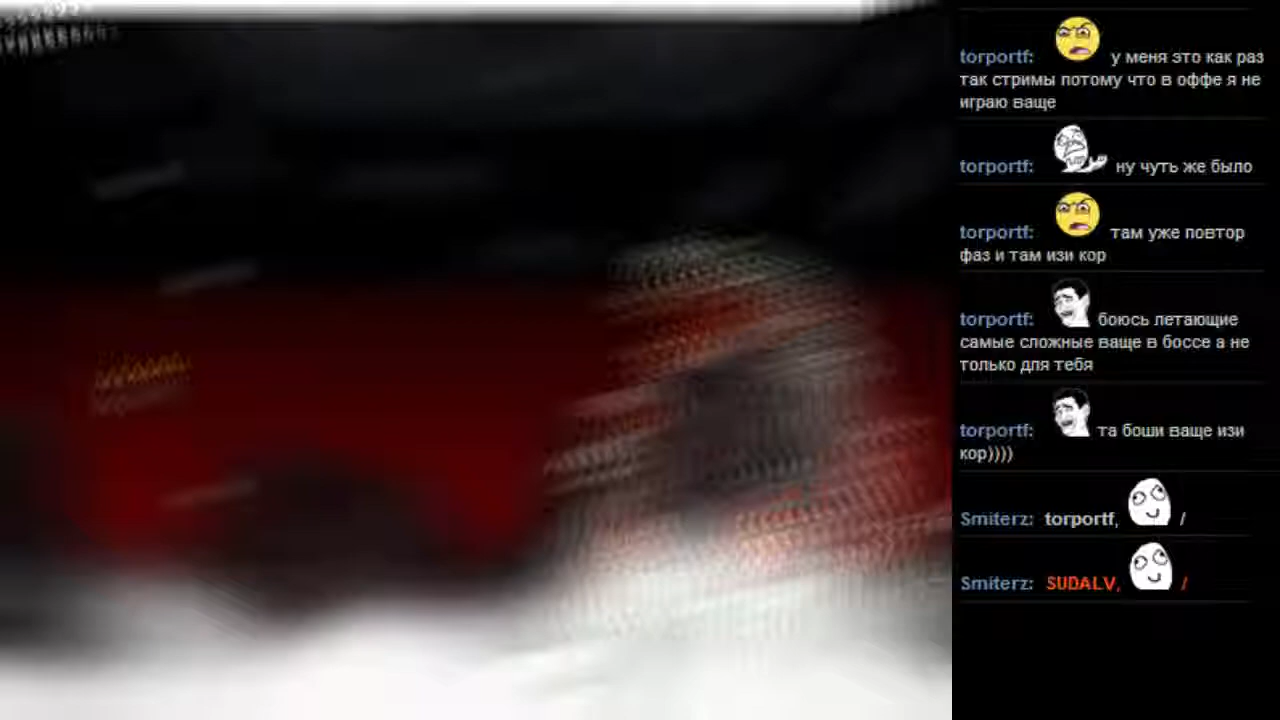 torportf: у меня это как раз
так стримы потому что в оффе я не
играю ваще
torportf: ну чуть же было
torportf: там уже повтор
фаз и там изи кор
torportf: боюсь летающие
самые сложные ваще в боссе а не
только для тебя
torportf: та боши ваще изи
кор))))
Smiterz: torportf, /
Smiterz: SUDALV, /